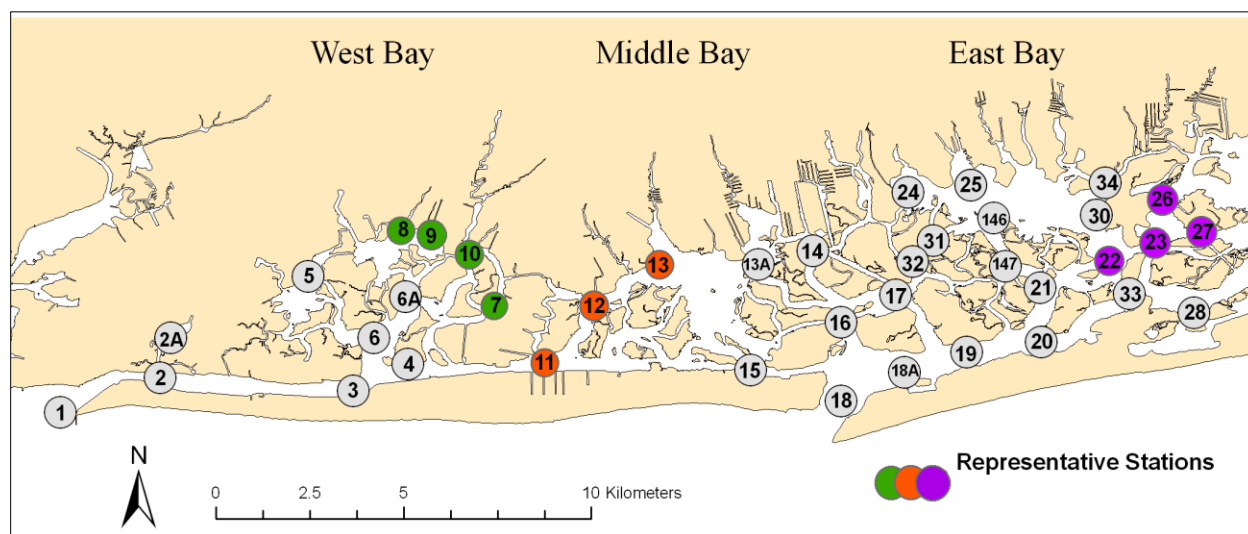 West Bay Middle Bay East Bay
34
24 25
26
8 9 146 30
31 27
10 23
13 13A 14 32 147 22
5
6A 17 21 33
7 12 28
16
2A 6 20
11 19
4 15 18A
2
3
1 18
N
Representative Stations
0 2.5 5 10 Kilometers